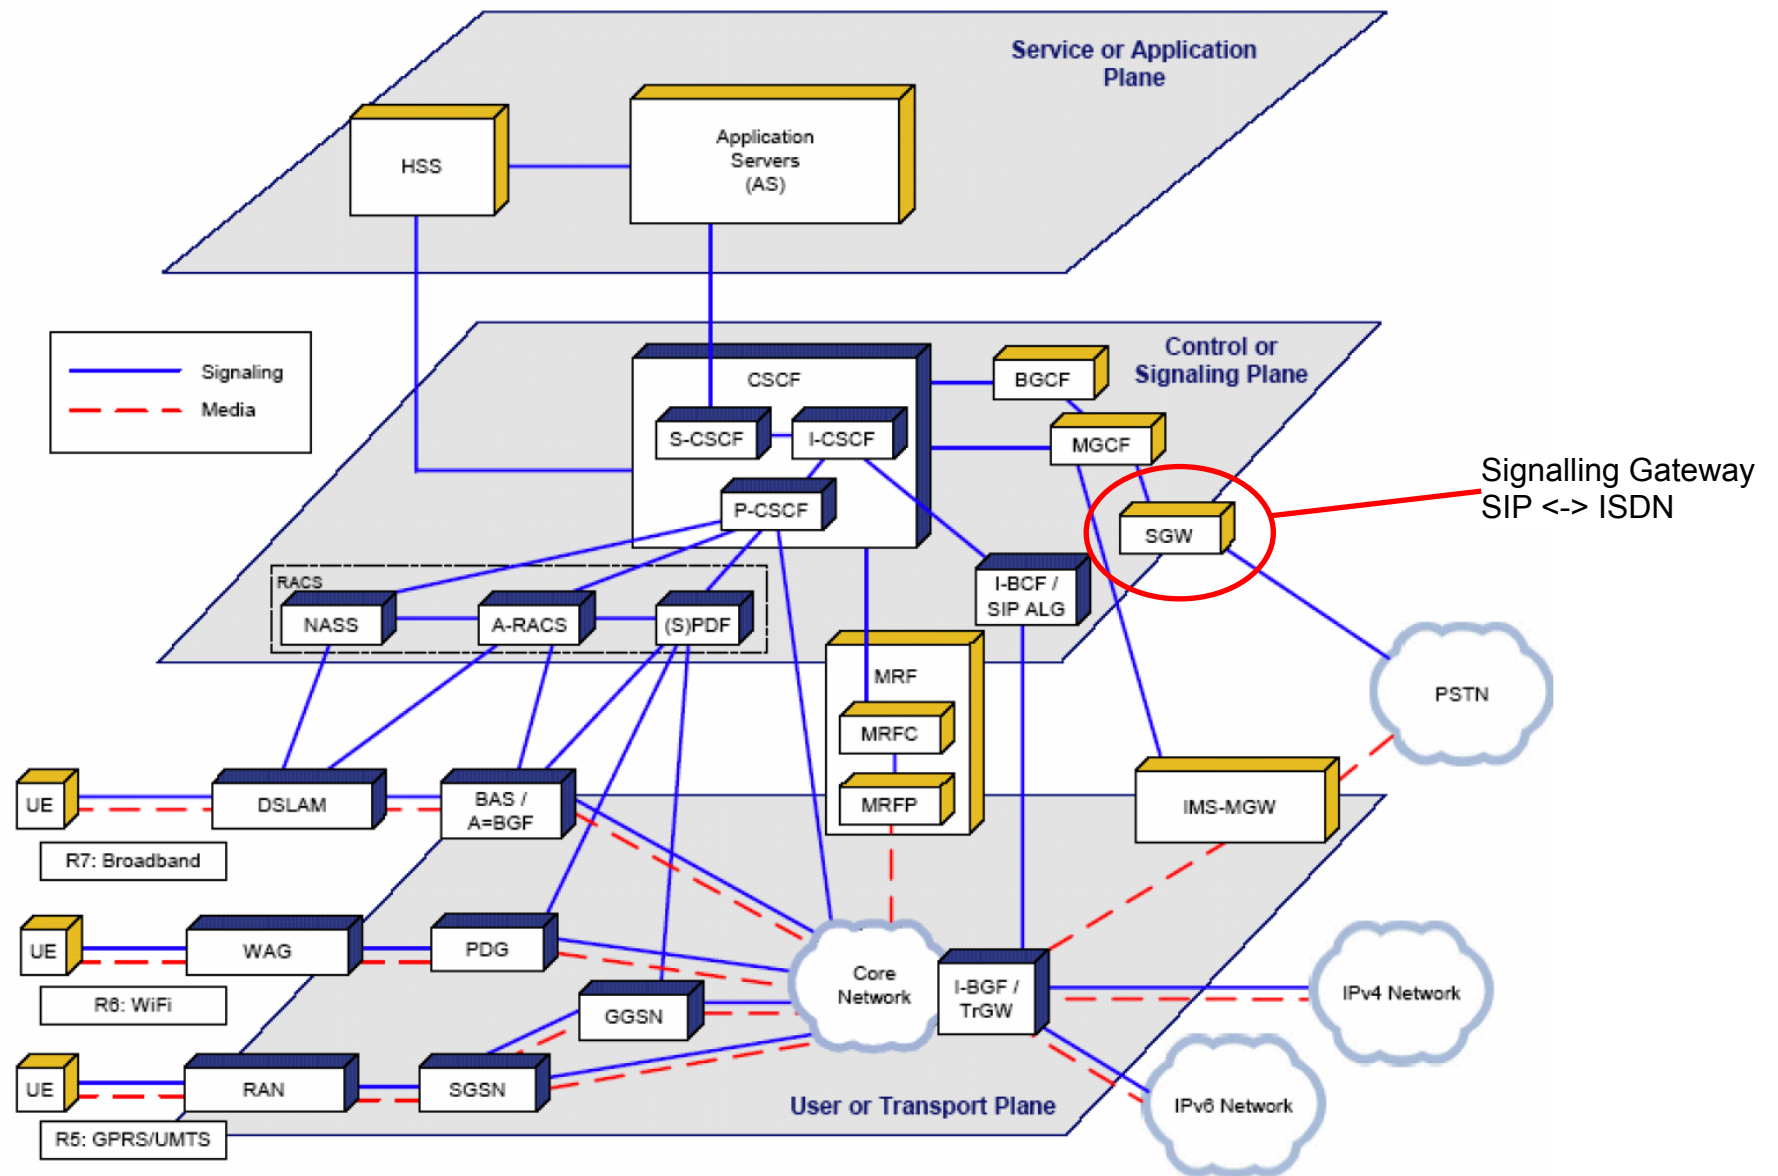 Service or Application
Plane
HSS
Application
Servers
(AS)
Signaling
Media
Control or
Signaling Plane
CSCF
BGCF
S-CSCF
I-CSCF
MGCF
P-CSCF
SGW
Signalling Gateway
SIP <-> ISDN
RACS
NASS
A-RACS
(S)PDF
I-BCF /
SIP ALG
MRF
MRFC
MRFP
PSTN
UE
DSLAM
BAS /
A=BGF
IMS-MGW
R7: Broadband
UE
WAG
PDG
Core
Network
I-BGF /
TrGW
IPv4 Network
R6: WiFi
GGSN
UE
RAN
SGSN
User or Transport Plane
IPv6 Network
R5: GPRS/UMTS